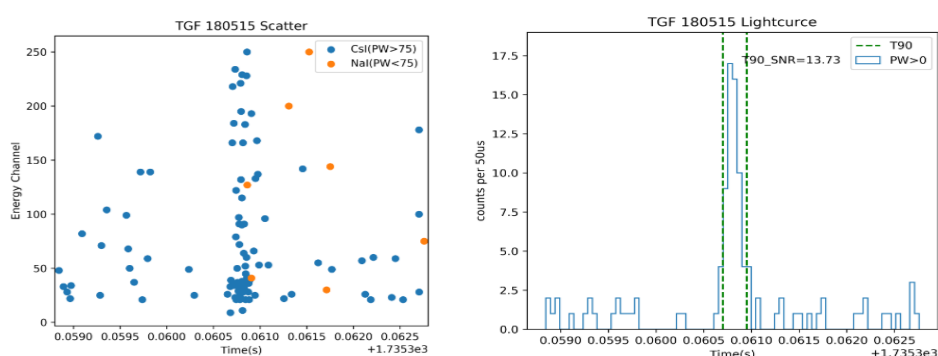 TGF 180515 Scatter
CsI(PW>75)
NaI(PW<75)
Energy Channel
250
200
150
100
50
0
0.0590 0.0595 0.0600 0.0605 0.0610 0.0615 0.0620 0.0625
Time(s)
+1.7353e3
TGF 180515 Lightcurce
T90
PW>0
T90_SNR=13.73
counts per 50us
17.5
15.0
12.5
10.0
7.5
5.0
2.5
0.0
0.0590 0.0595 0.0600 0.0605 0.0610 0.0615 0.0620 0.0625
Time(s)
+1.7353e3